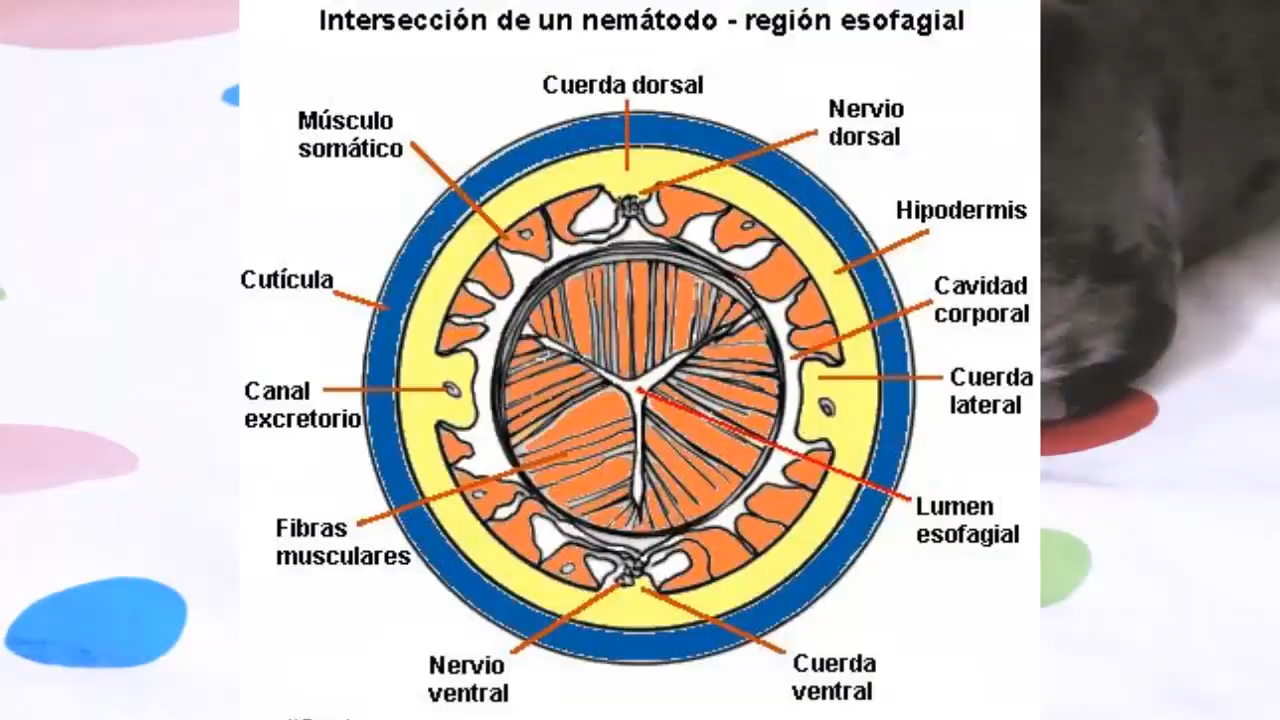 Intersección de un nemátodo - región esofagial
Cuerda dorsal
Nervio
dorsal
Músculo
somático
Hipodermis
Cutícula
Cavidad
corporal
Canal
excretorio
Cuerda
lateral
Lumen
esofagial
Fibras
musculares
Nervio
ventral
Cuerda
ventral